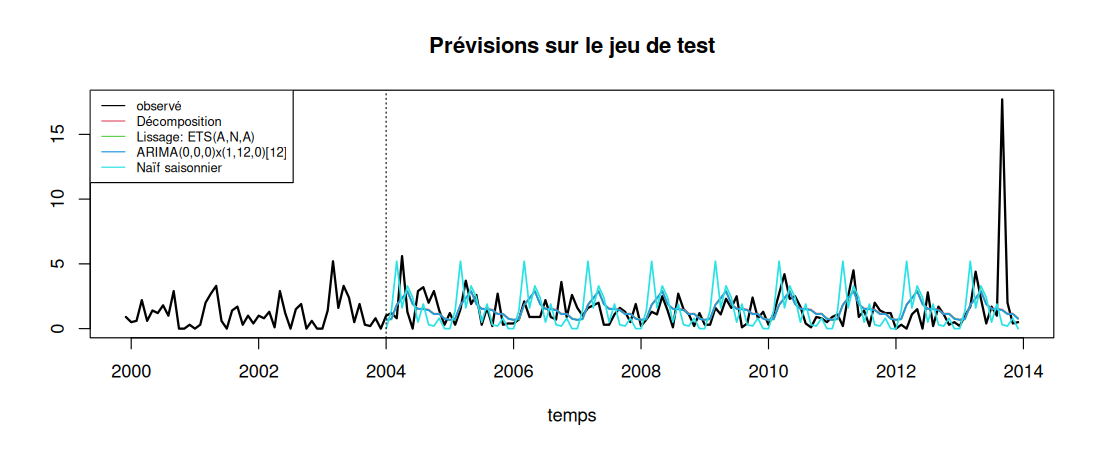 Prévisions sur le jeu de test
observé
Décomposition
Lissage: ETS(A,N,A)
ARIMA(0,0,0)x(1,12,0)[12]
Naïf saisonnier
15
10
5
0
2000 2002 2004 2006 2008 2010 2012 2014
temps